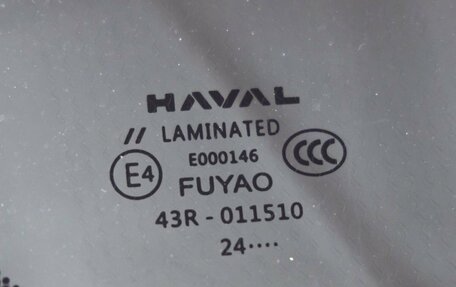 HAVAL
// LAMINATED
E000146
E4
CCC
FUYAO
43R - 011510
24····